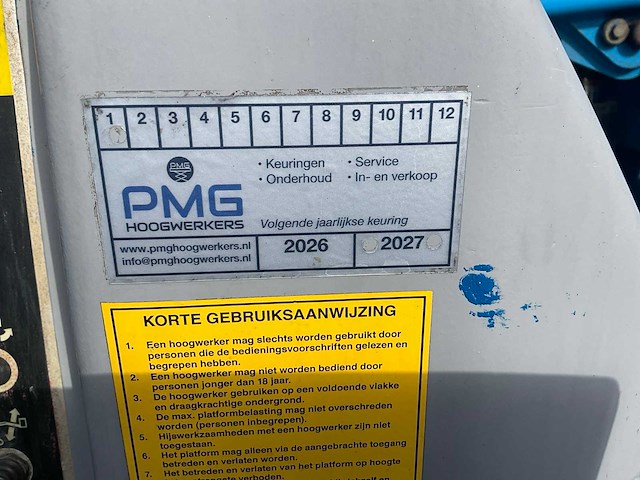 1 2 3 4 5 6 7 8 9 10 11 12
PMG
• Keuringen • Service
• Onderhoud • In- en verkoop
PMG
HOOGWERKERS
Volgende jaarlijkse keuring
www.pmghoogwerkers.nl
info@pmghoogwerkers.nl
2026 2027
KORTE GEBRUIKSAANWIJZING
1. Een hoogwerker mag slechts worden gebruikt door
personen die de bedieningsvoorschriften gelezen en
begrepen hebben.
2. Een hoogwerker mag niet worden bediend door
personen jonger dan 18 jaar.
3. De hoogwerker gebruiken op een voldoende vlakke
en draagkrachtige ondergrond.
4. De max. platformbelasting mag niet overschreden
worden (personen inbegrepen).
5. Hijswerkzaamheden met een hoogwerker zijn niet
toegestaan.
6. Het platform mag alleen via de aangebrachte toegang
betreden en verlaten worden.
7. Het betreden en verlaten van het platform op hoogte
verboden.